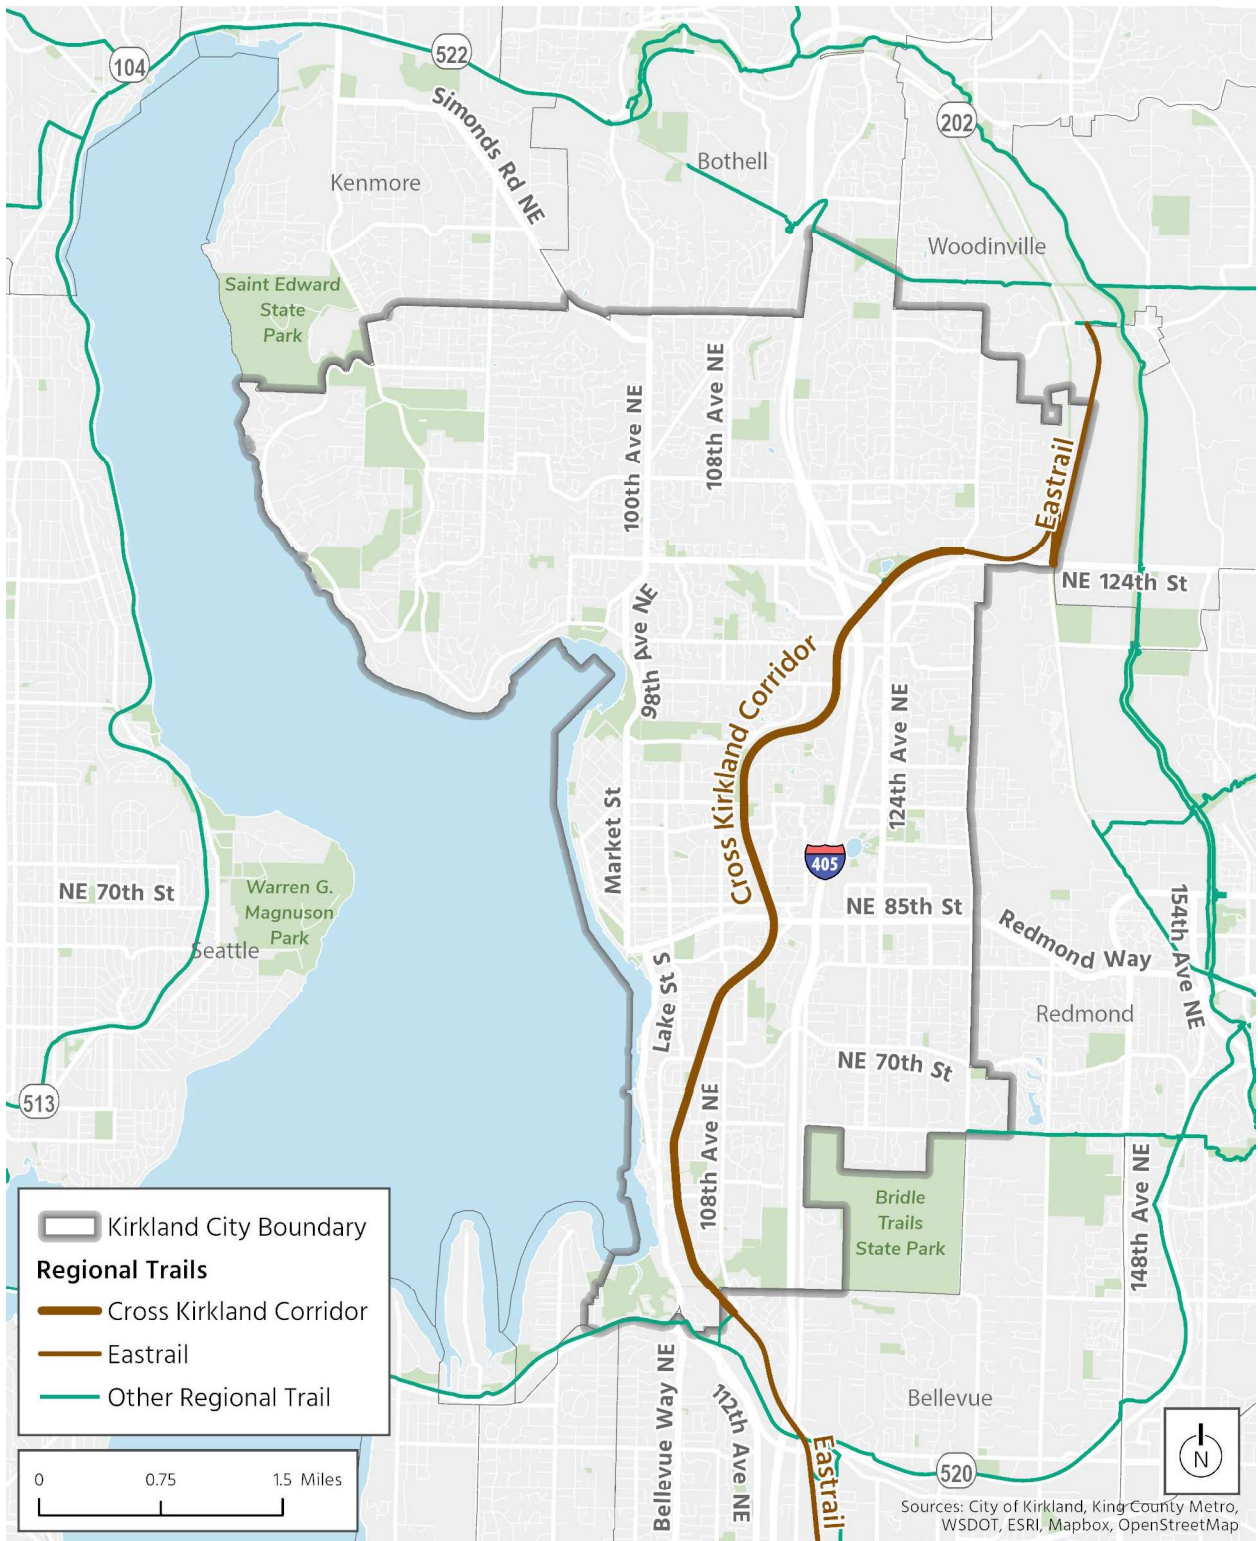 104
522
202
Simonds Rd NE
Bothell
Kenmore
Woodinville
Saint Edward
State
Park
100th Ave NE
108th Ave NE
Eastrail
NE 124th St
98th Ave NE
Cross Kirkland Corridor
124th Ave NE
Market St
405
NE 70th St
Warren G.
Magnuson
Park
Seattle
NE 85th St
154th Ave NE
Redmond Way
Lake St S
Redmond
NE 70th St
513
108th Ave NE
148th Ave NE
Bridle
Trails
State Park
Kirkland City Boundary
Regional Trails
Cross Kirkland Corridor
Eastrail
Other Regional Trail
Bellevue Way NE
112th Ave NE
Bellevue
Eastrail
520
N
0 0.75 1.5 Miles
Sources: City of Kirkland, King County Metro,
WSDOT, ESRI, Mapbox, OpenStreetMap